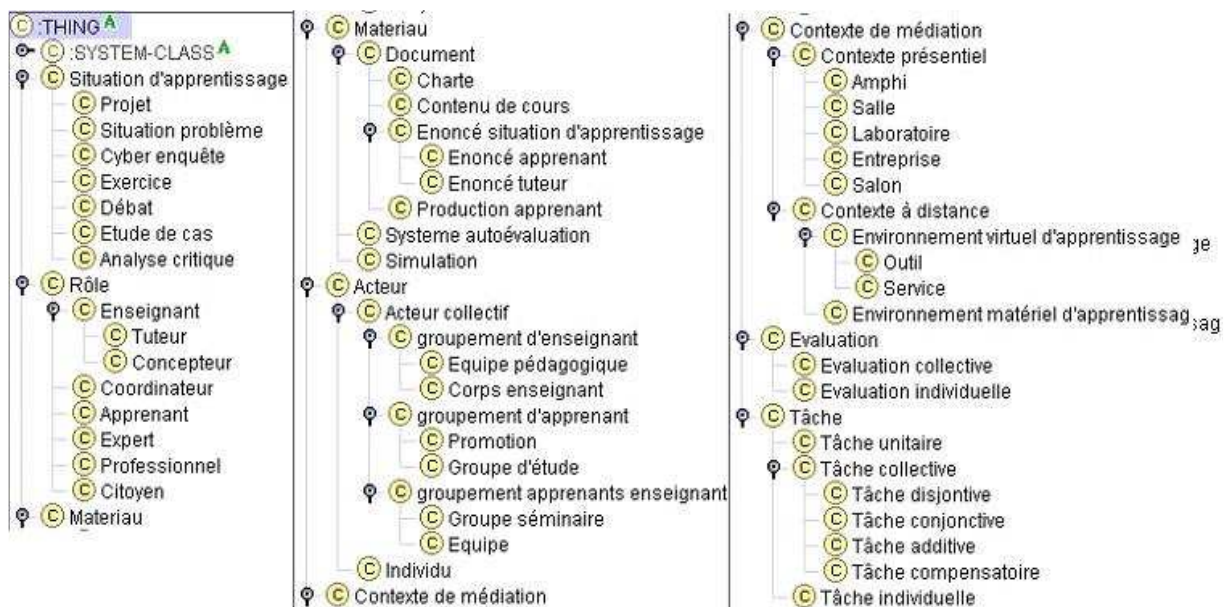 :THING A
:SYSTEM-CLASS A
Situation d'apprentissage
Projet
Situation problème
Cyber enquête
Exercice
Débat
Etude de cas
Analyse critique
Rôle
Enseignant
Tuteur
Concepteur
Coordinateur
Apprenant
Expert
Professionnel
Citoyen
Materiau
Materiau
Document
Charte
Contenu de cours
Enoncé situation d'apprentissage
Enoncé apprenant
Enoncé tuteur
Production apprenant
Systeme autoévaluation
Simulation
Acteur
Acteur collectif
groupement d'enseignant
Equipe pédagogique
Corps enseignant
groupement d'apprenant
Promotion
Groupe d'étude
groupement apprenants enseignant
Groupe séminaire
Equipe
Individu
Contexte de médiation
Contexte de médiation
Contexte présentiel
Amphi
Salle
Laboratoire
Entreprise
Salon
Contexte à distance
Environnement virtuel d'apprentissage
Outil
Service
Environnement matériel d'apprentissag
Evaluation
Evaluation collective
Evaluation individuelle
Tâche
Tâche unitaire
Tâche collective
Tâche disjontive
Tâche conjonctive
Tâche additive
Tâche compensatoire
Tâche individuelle